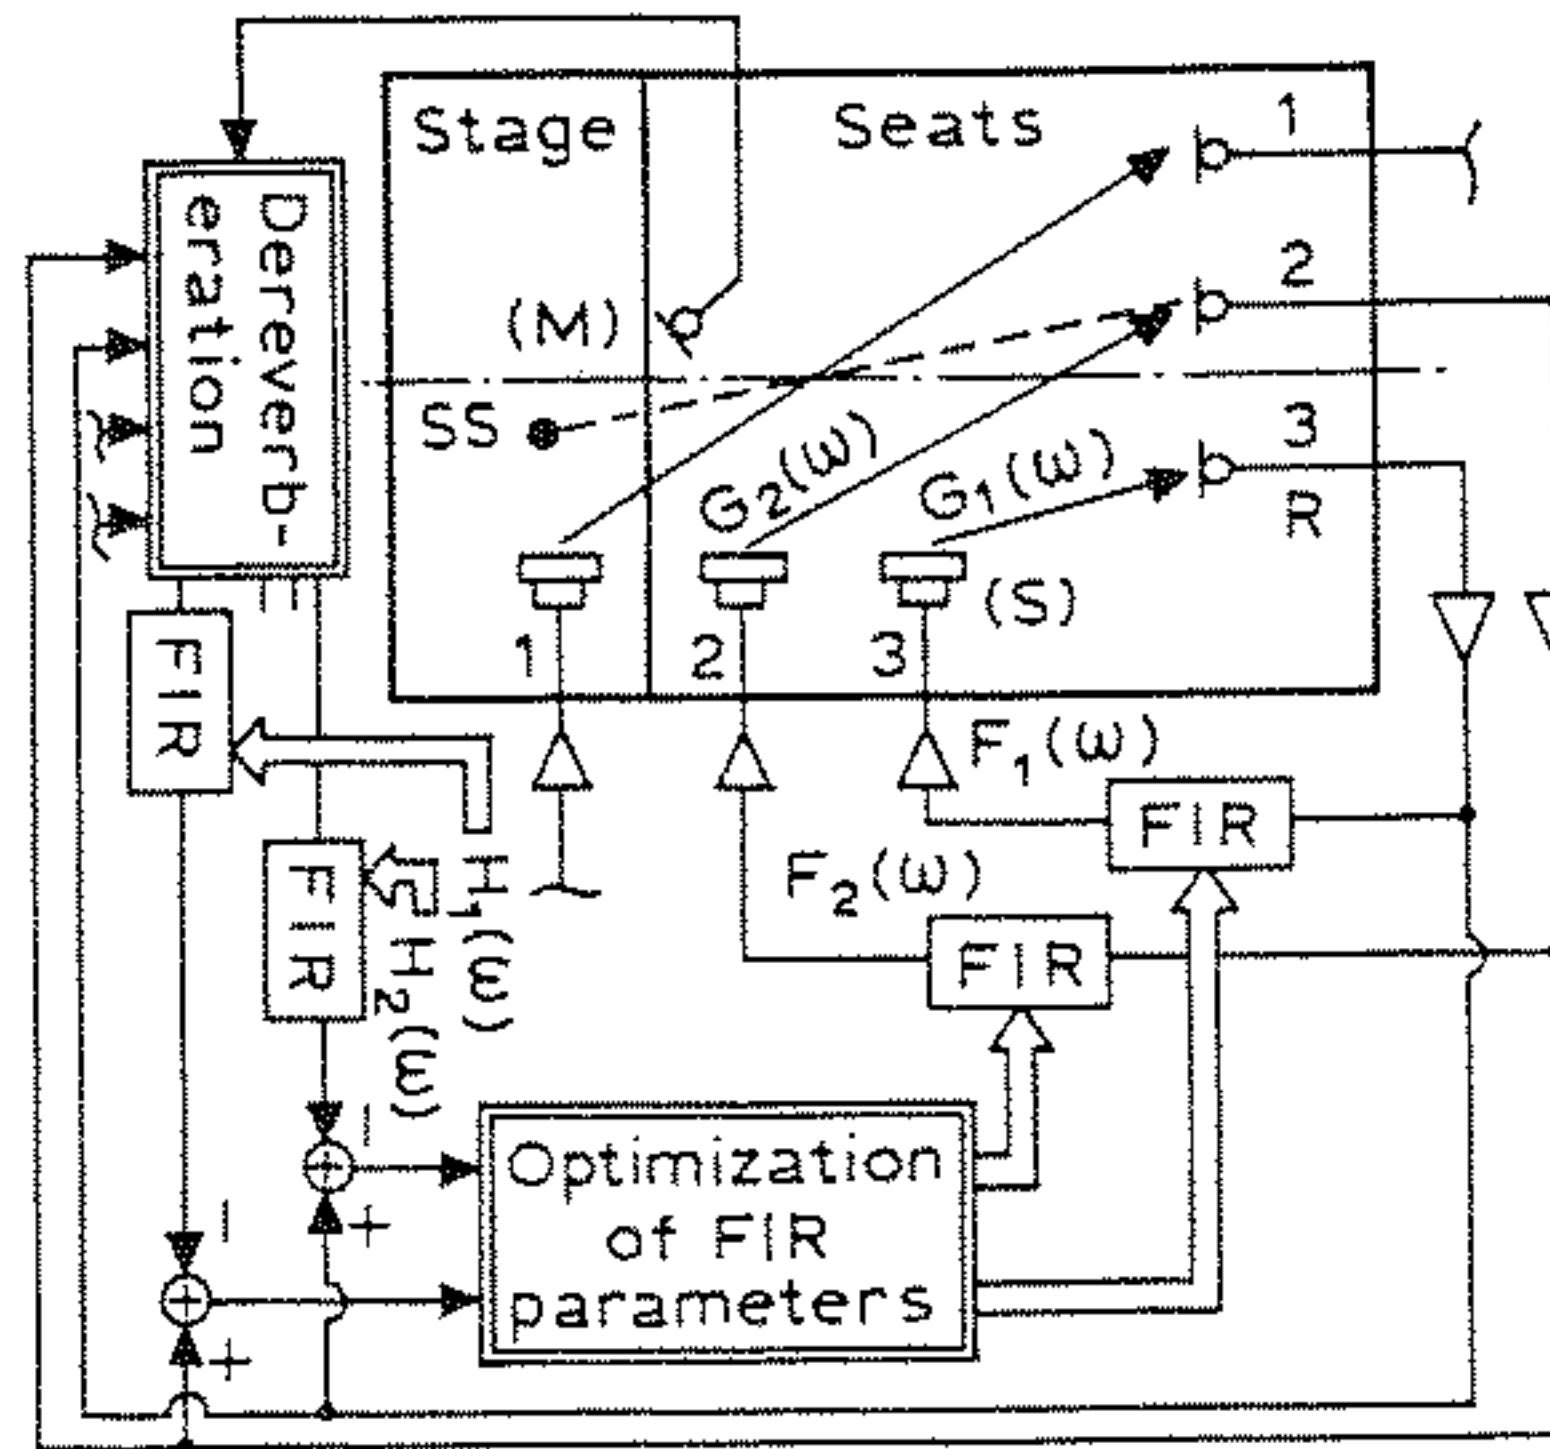 Stage
Seats
1
2
3
R
(M)
SS
G2(ω)
G1(ω)
(S)
1
2
3
Dereverb-
eration
FIR
FIR
H1(ω)
H2(ω)
F1(ω)
FIR
F2(ω)
FIR
−
+
−
+
Optimization
of FIR
parameters